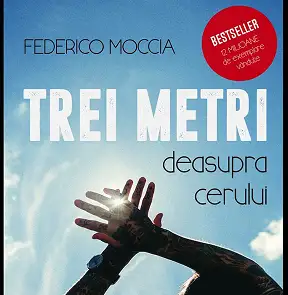 FEDERICO MOCCIA
BESTSELLER
12 MILIOANE
de exemplare
vândute
TREI METRI
deasupra
cerului